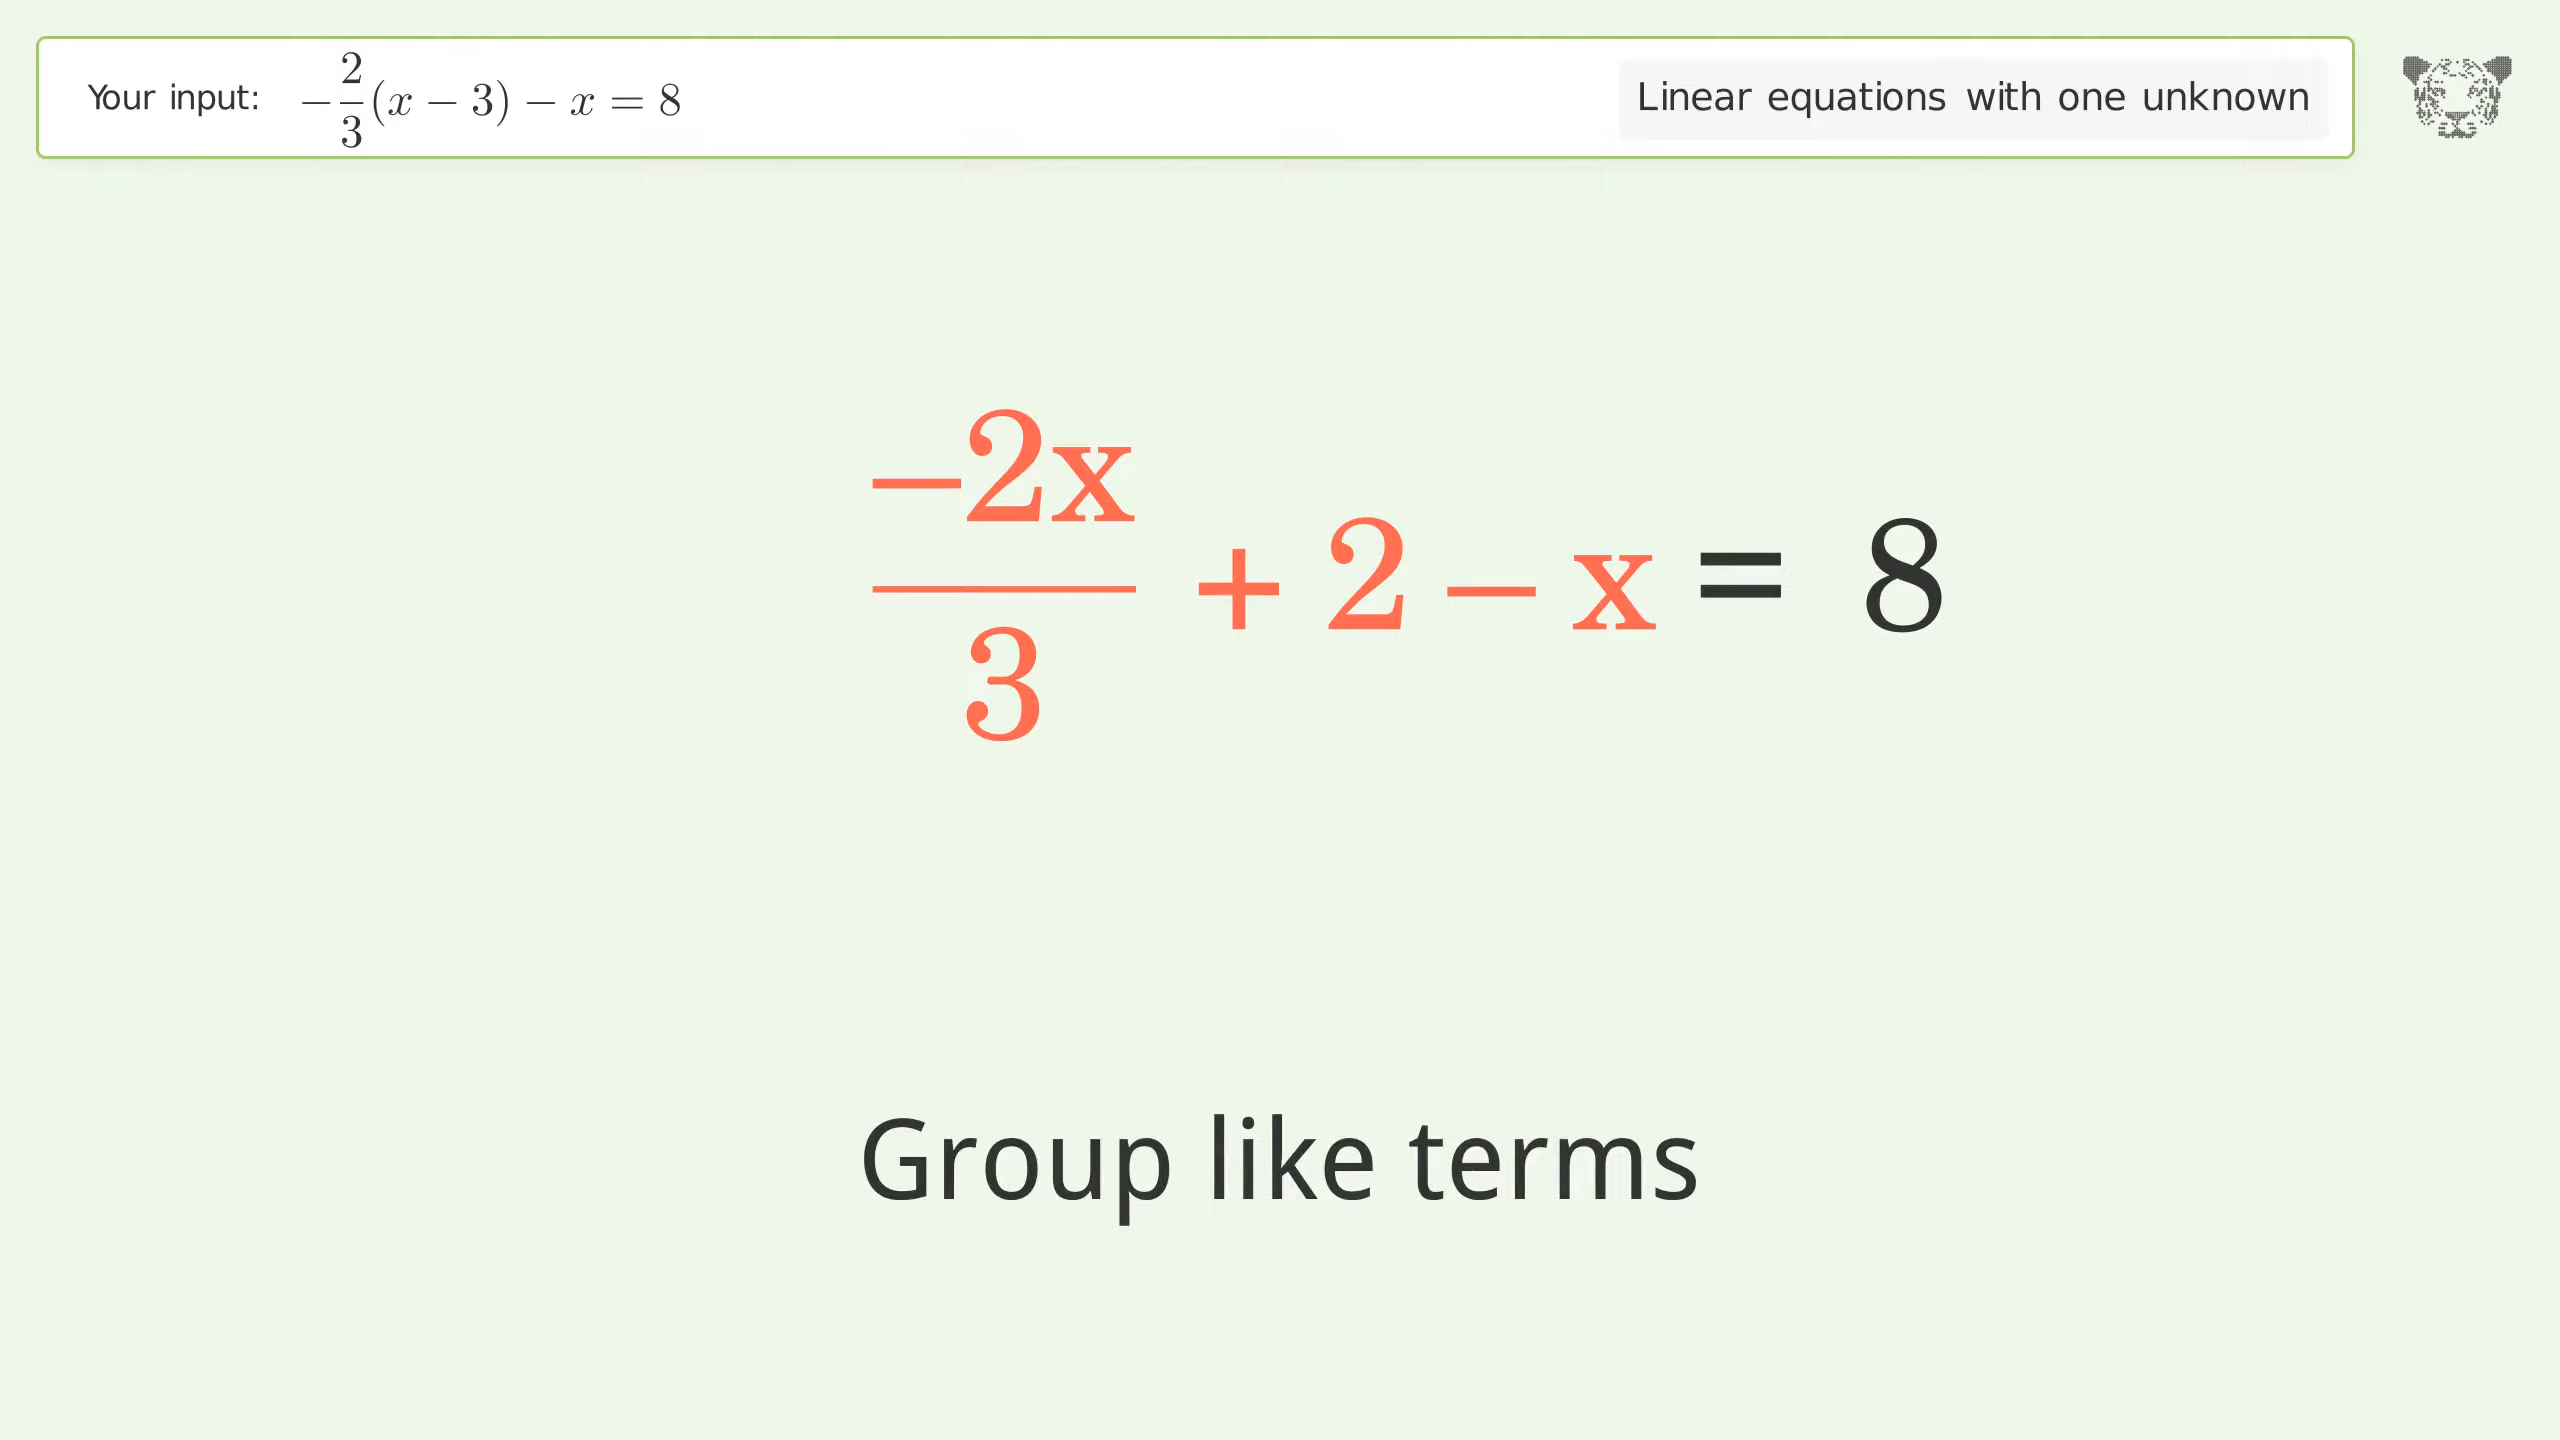 Your input: −2/3(x − 3) − x = 8
Linear equations with one unknown
−2x/3 + 2 − x = 8
Group like terms